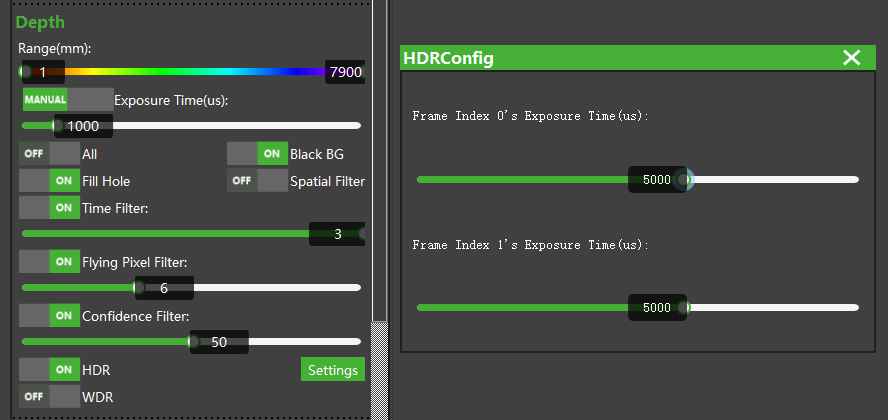 Depth
Range(mm):
1 7900
MANUAL Exposure Time(us):
1000
OFF All ON Black BG
ON Fill Hole OFF Spatial Filter
ON Time Filter:
3
ON Flying Pixel Filter:
6
ON Confidence Filter:
50
ON HDR Settings
OFF WDR
HDRConfig
Frame Index 0's Exposure Time(us):
5000
Frame Index 1's Exposure Time(us):
5000